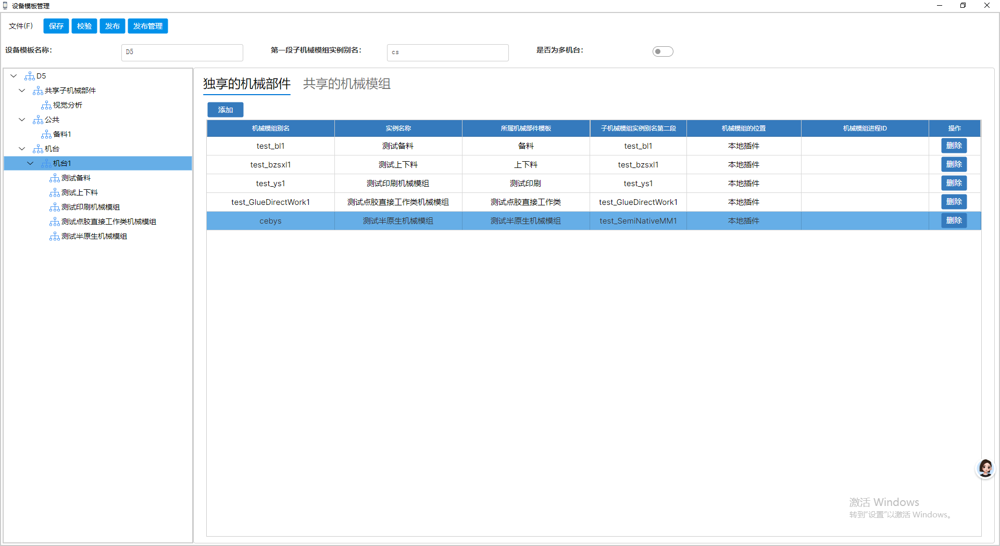 设备模板管理
文件(F) 保存 校验 发布 发布管理
设备模板名称: D5 第一段子机械模组实例别名: cs 是否为多机台:
D5
共享子机械部件
视觉分析
公共
备料1
机台
机台1
测试备料
测试上下料
测试印刷机械模组
测试点胶直接工作类机械模组
测试半原生机械模组
独享的机械部件 共享的机械模组
添加
机械模组别名 实例名称 所属机械部件模板 子机械模组实例别名第二段 机械模组的位置 机械模组进程ID 操作
test_bl1 测试备料 备料 test_bl1 本地插件 删除
test_bzsxl1 测试上下料 上下料 test_bzsxl1 本地插件 删除
test_ys1 测试印刷机械模组 测试印刷 test_ys1 本地插件 删除
test_GlueDirectWork1 测试点胶直接工作类机械模组 测试点胶直接工作类 test_GlueDirectWork1 本地插件 删除
cebys 测试半原生机械模组 测试半原生机械模组 test_SemiNativeMM1 本地插件 删除
激活 Windows
转到“设置”以激活 Windows。